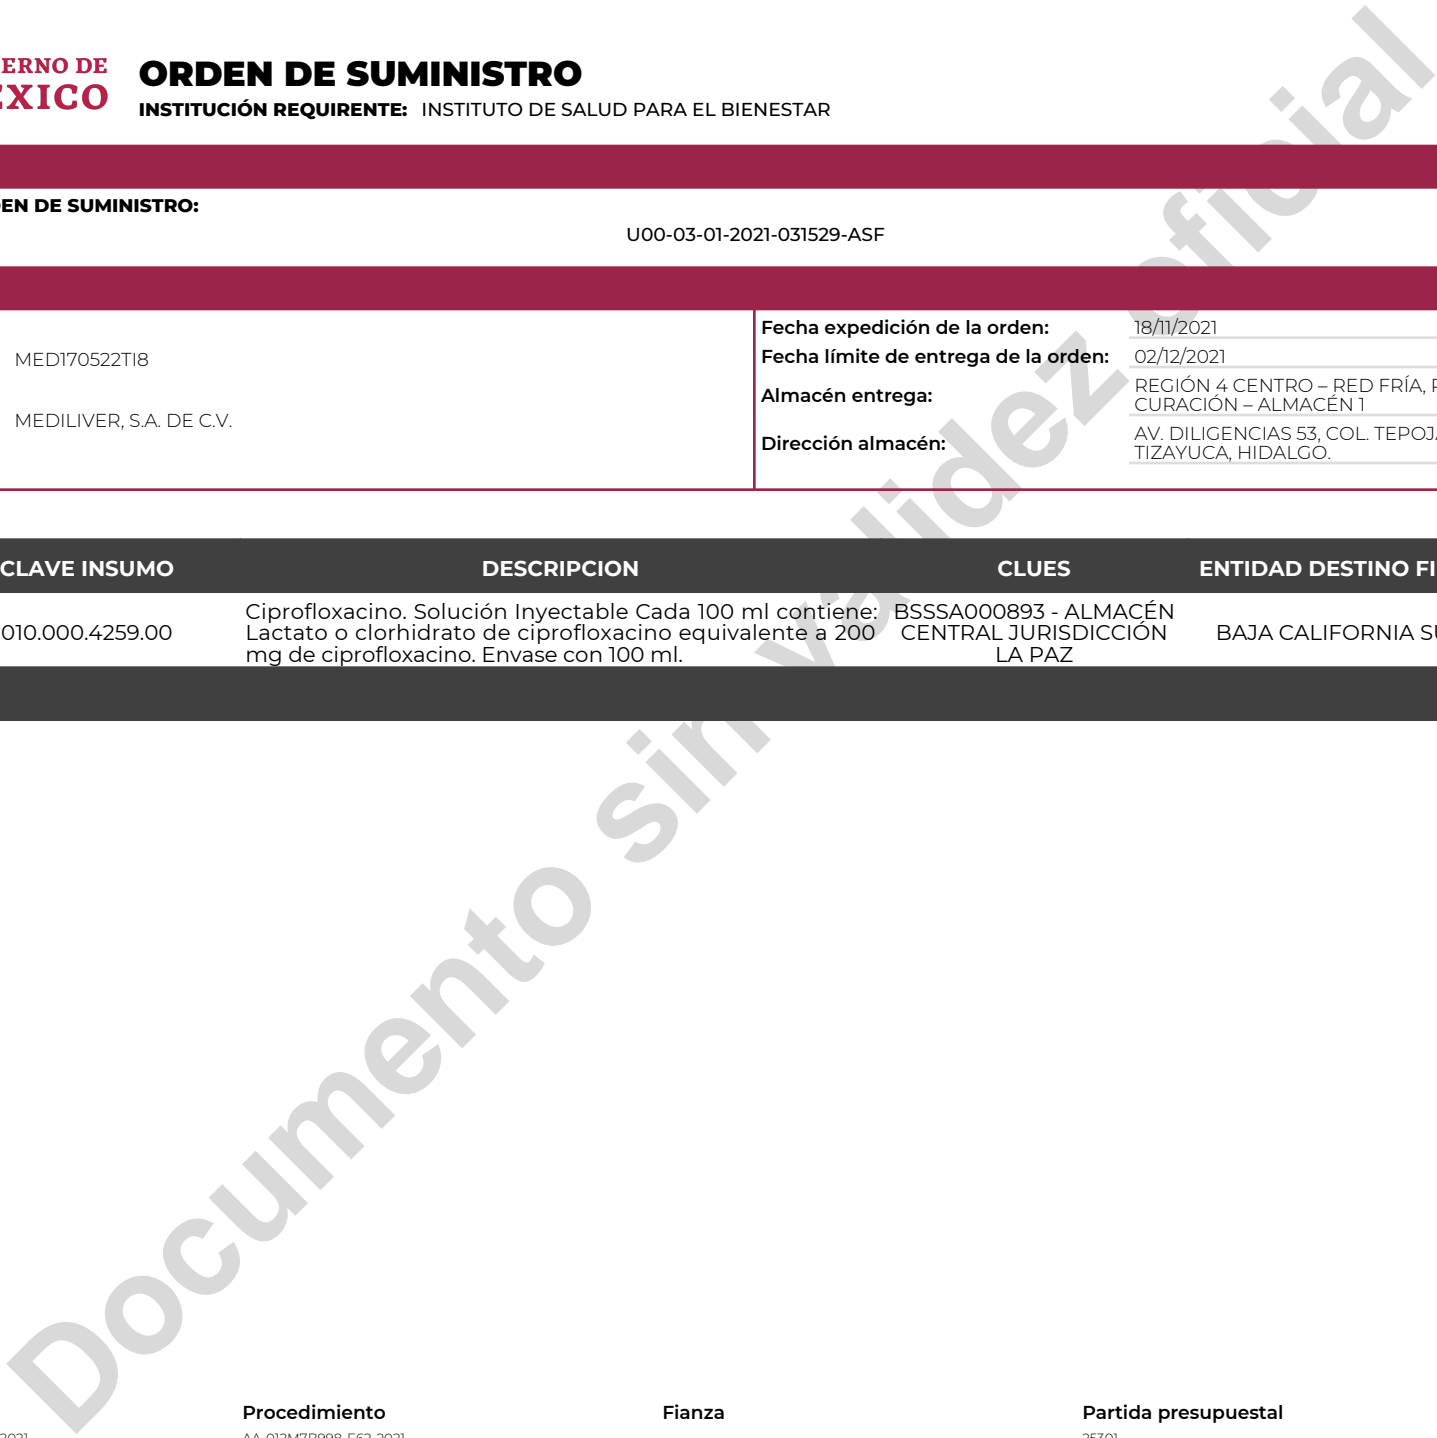 ERNO DE
ORDEN DE SUMINISTRO
INSTITUCIÓN REQUIRENTE: INSTITUTO DE SALUD PARA EL BIENESTAR
EN DE SUMINISTRO:
U00-03-01-2021-031529-ASF
MED170522TI8
MEDILIVER, S.A. DE C.V.
Fecha expedición de la orden: 18/11/2021
Fecha límite de entrega de la orden: 02/12/2021
Almacén entrega: REGIÓN 4 CENTRO – RED FRÍA,
CURACIÓN – ALMACÉN 1
Dirección almacén: AV. DILIGENCIAS 53, COL.
TIZAYUCA, HIDALGO.
CLAVE INSUMO DESCRIPCION CLUES ENTIDAD DESTINO
010.000.4259.00
Ciprofloxacino. Solución Inyectable Cada 100 ml contiene:
Lactato o clorhidrato de ciprofloxacino equivalente a 200
mg de ciprofloxacino. Envase con 100 ml.
BSSSA000893 - ALMACÉN
CENTRAL JURISDICCIÓN
LA PAZ
BAJA CALIFORNIA
Documento sin validez oficial
Procedimiento Fianza Partida presupuestal